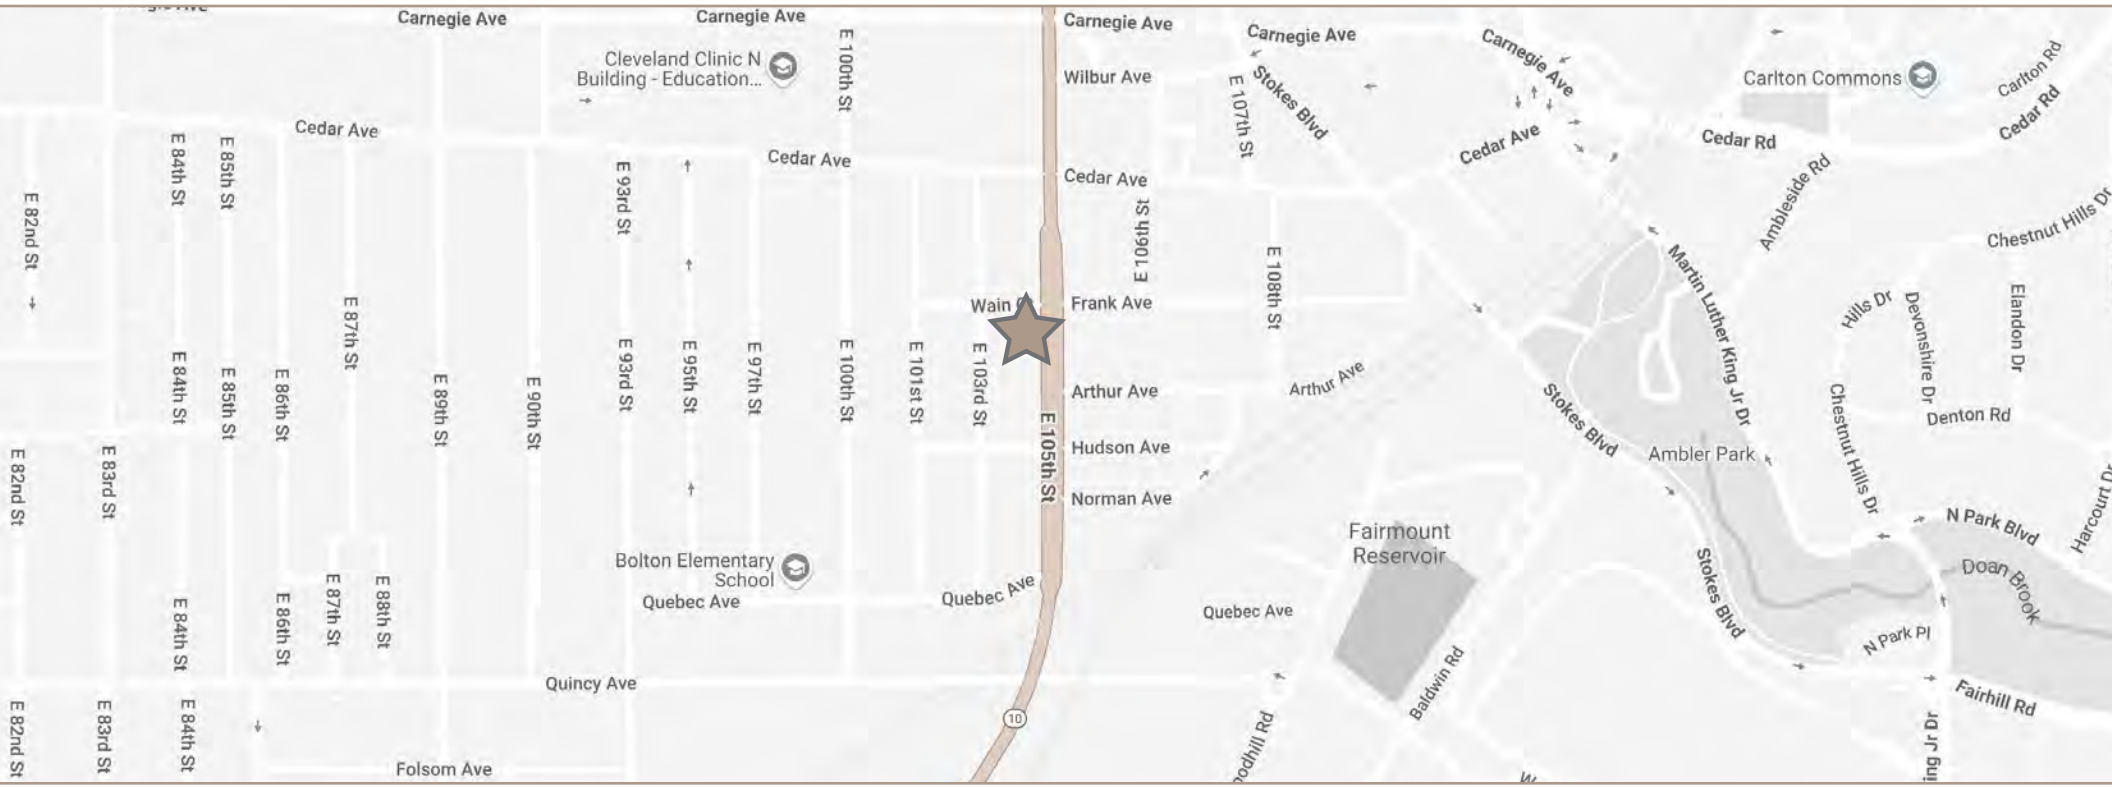 Carnegie Ave
Carnegie Ave
Carnegie Ave
Carnegie Ave
Carnegie Ave
Cleveland Clinic N
Building - Education...
E 100th St
Wilbur Ave
E 107th St
Stokes Blvd
Carlton Commons
Carlton Rd
Cedar Rd
Cedar Ave
Cedar Ave
Cedar Ave
Cedar Ave
Cedar Rd
E 84th St
E 85th St
E 93rd St
E 82nd St
E 106th St
E 108th St
Ambleside Rd
Chestnut Hills Dr
Martin Luther King Jr Dr
E 87th St
Wain
Frank Ave
Hills Dr
Devonshire Dr
Elandon Dr
E 84th St
E 85th St
E 86th St
E 89th St
E 90th St
E 93rd St
E 95th St
E 97th St
E 100th St
E 101st St
E 103rd St
Arthur Ave
Arthur Ave
Stokes Blvd
Chestnut Hills Dr
Denton Rd
E 82nd St
E 83rd St
E 105th St
Hudson Ave
Norman Ave
Ambler Park
Harcourt Dr
N Park Blvd
Fairmount
Reservoir
Bolton Elementary
School
Doan Brook
E 84th St
E 86th St
E 87th St
E 88th St
Quebec Ave
Quebec Ave
Quebec Ave
Stokes Blvd
N Park Pl
Quincy Ave
Baldwin Rd
Fairhill Rd
E 82nd St
E 83rd St
E 84th St
10
odhill Rd
ing Jr Dr
Folsom Ave